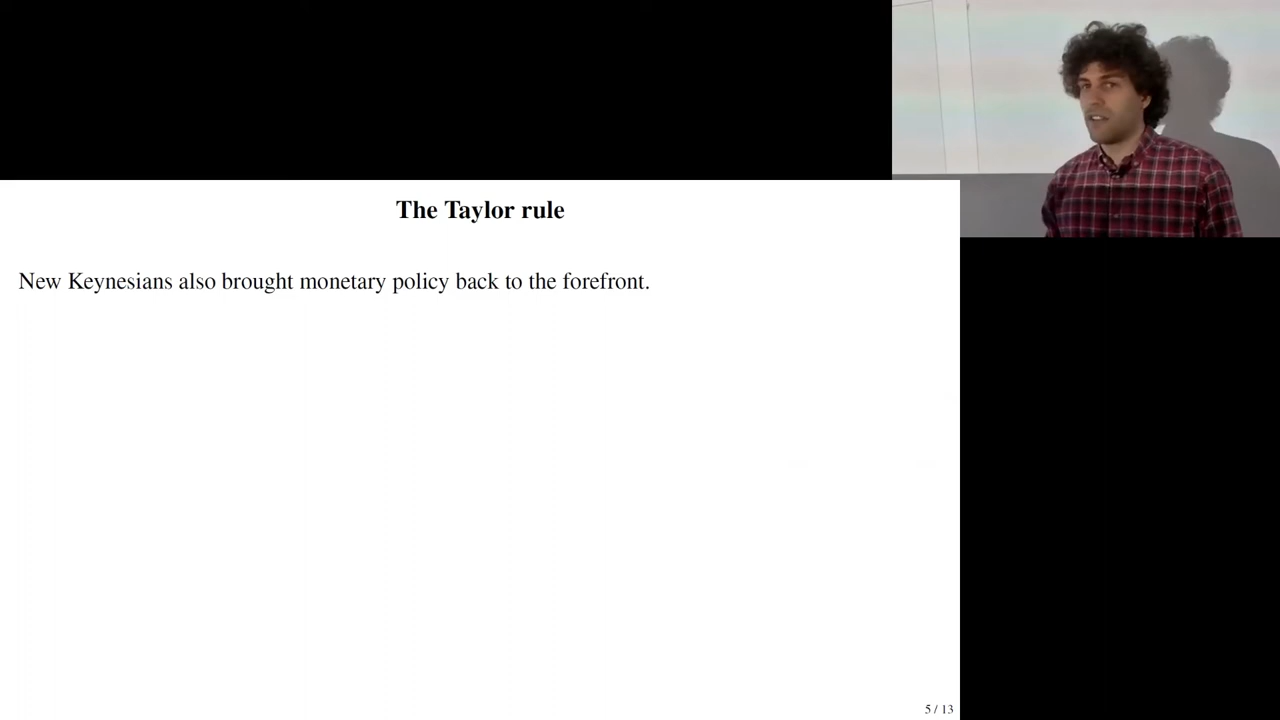 The Taylor rule
New Keynesians also brought monetary policy back to the forefront.
5 / 13